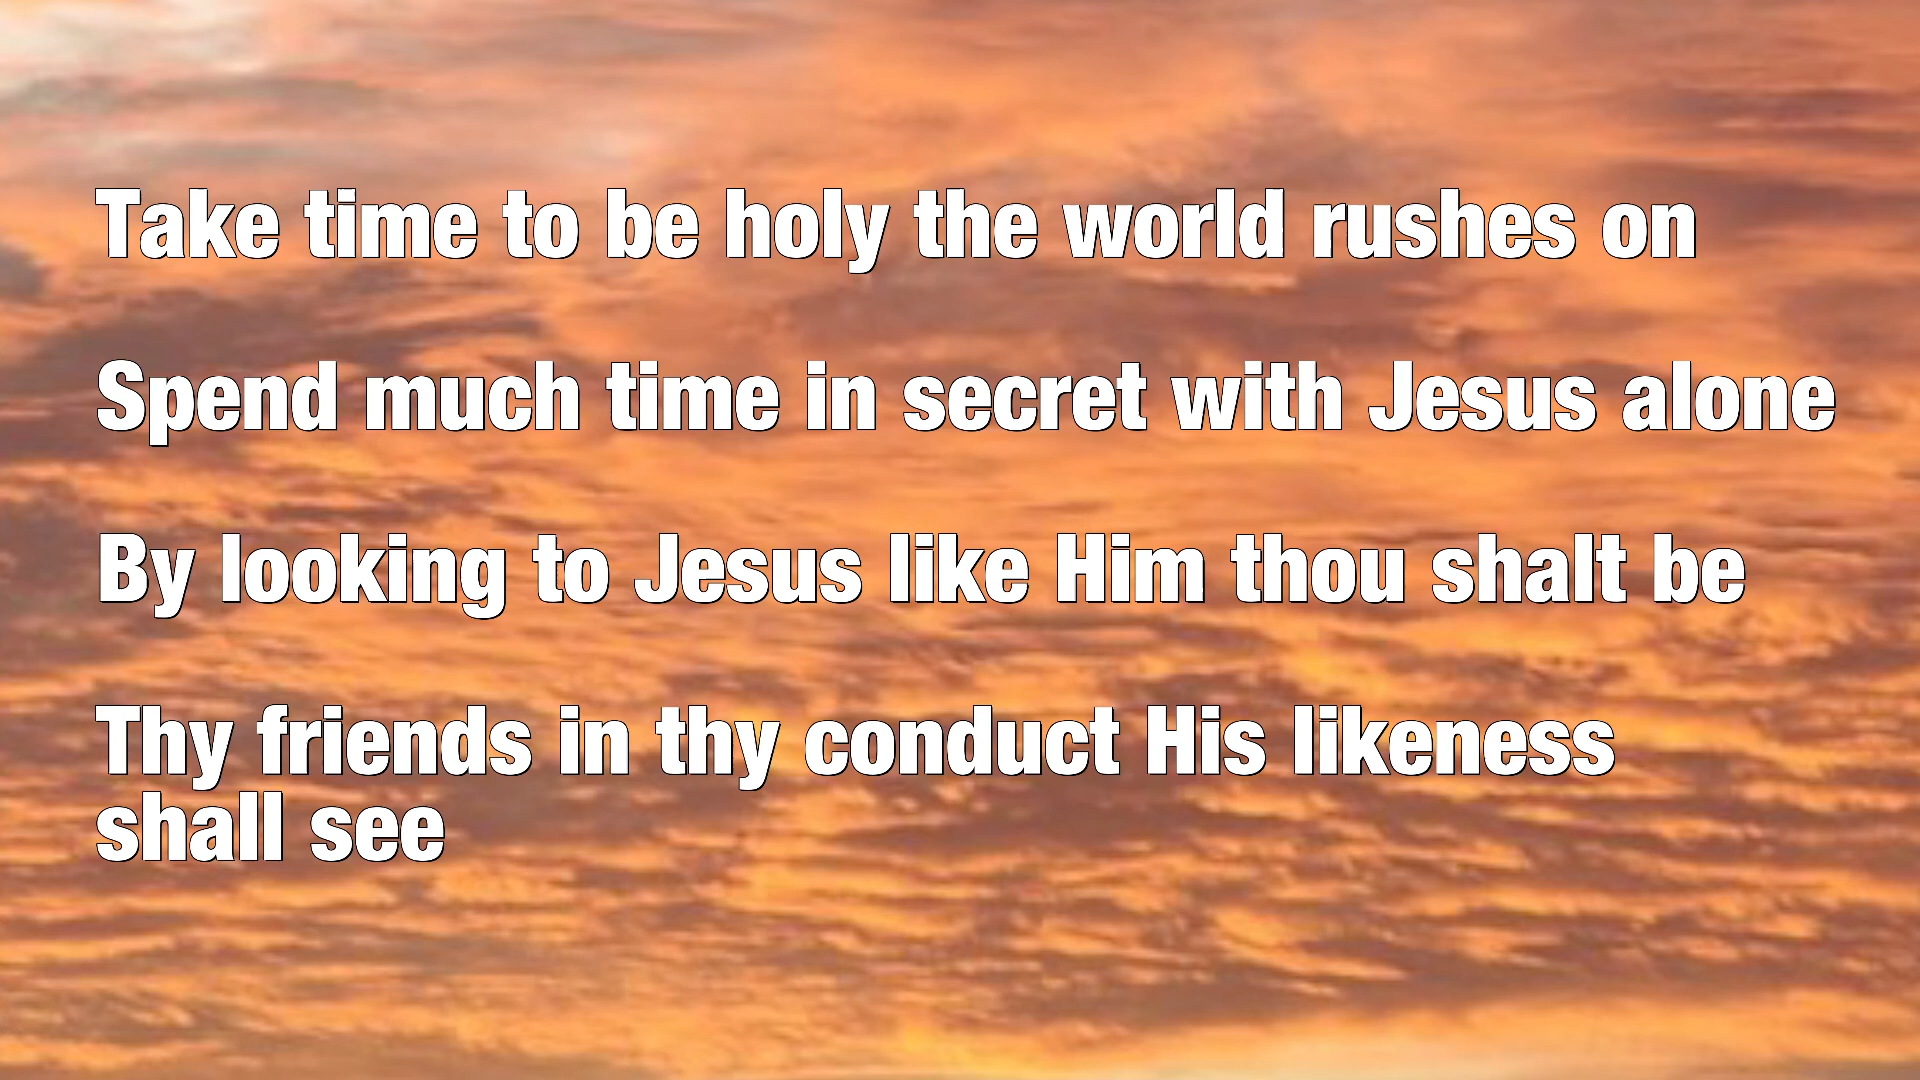 Take time to be holy the world rushes on
Spend much time in secret with Jesus alone
By looking to Jesus like Him thou shalt be
Thy friends in thy conduct His likeness
shall see